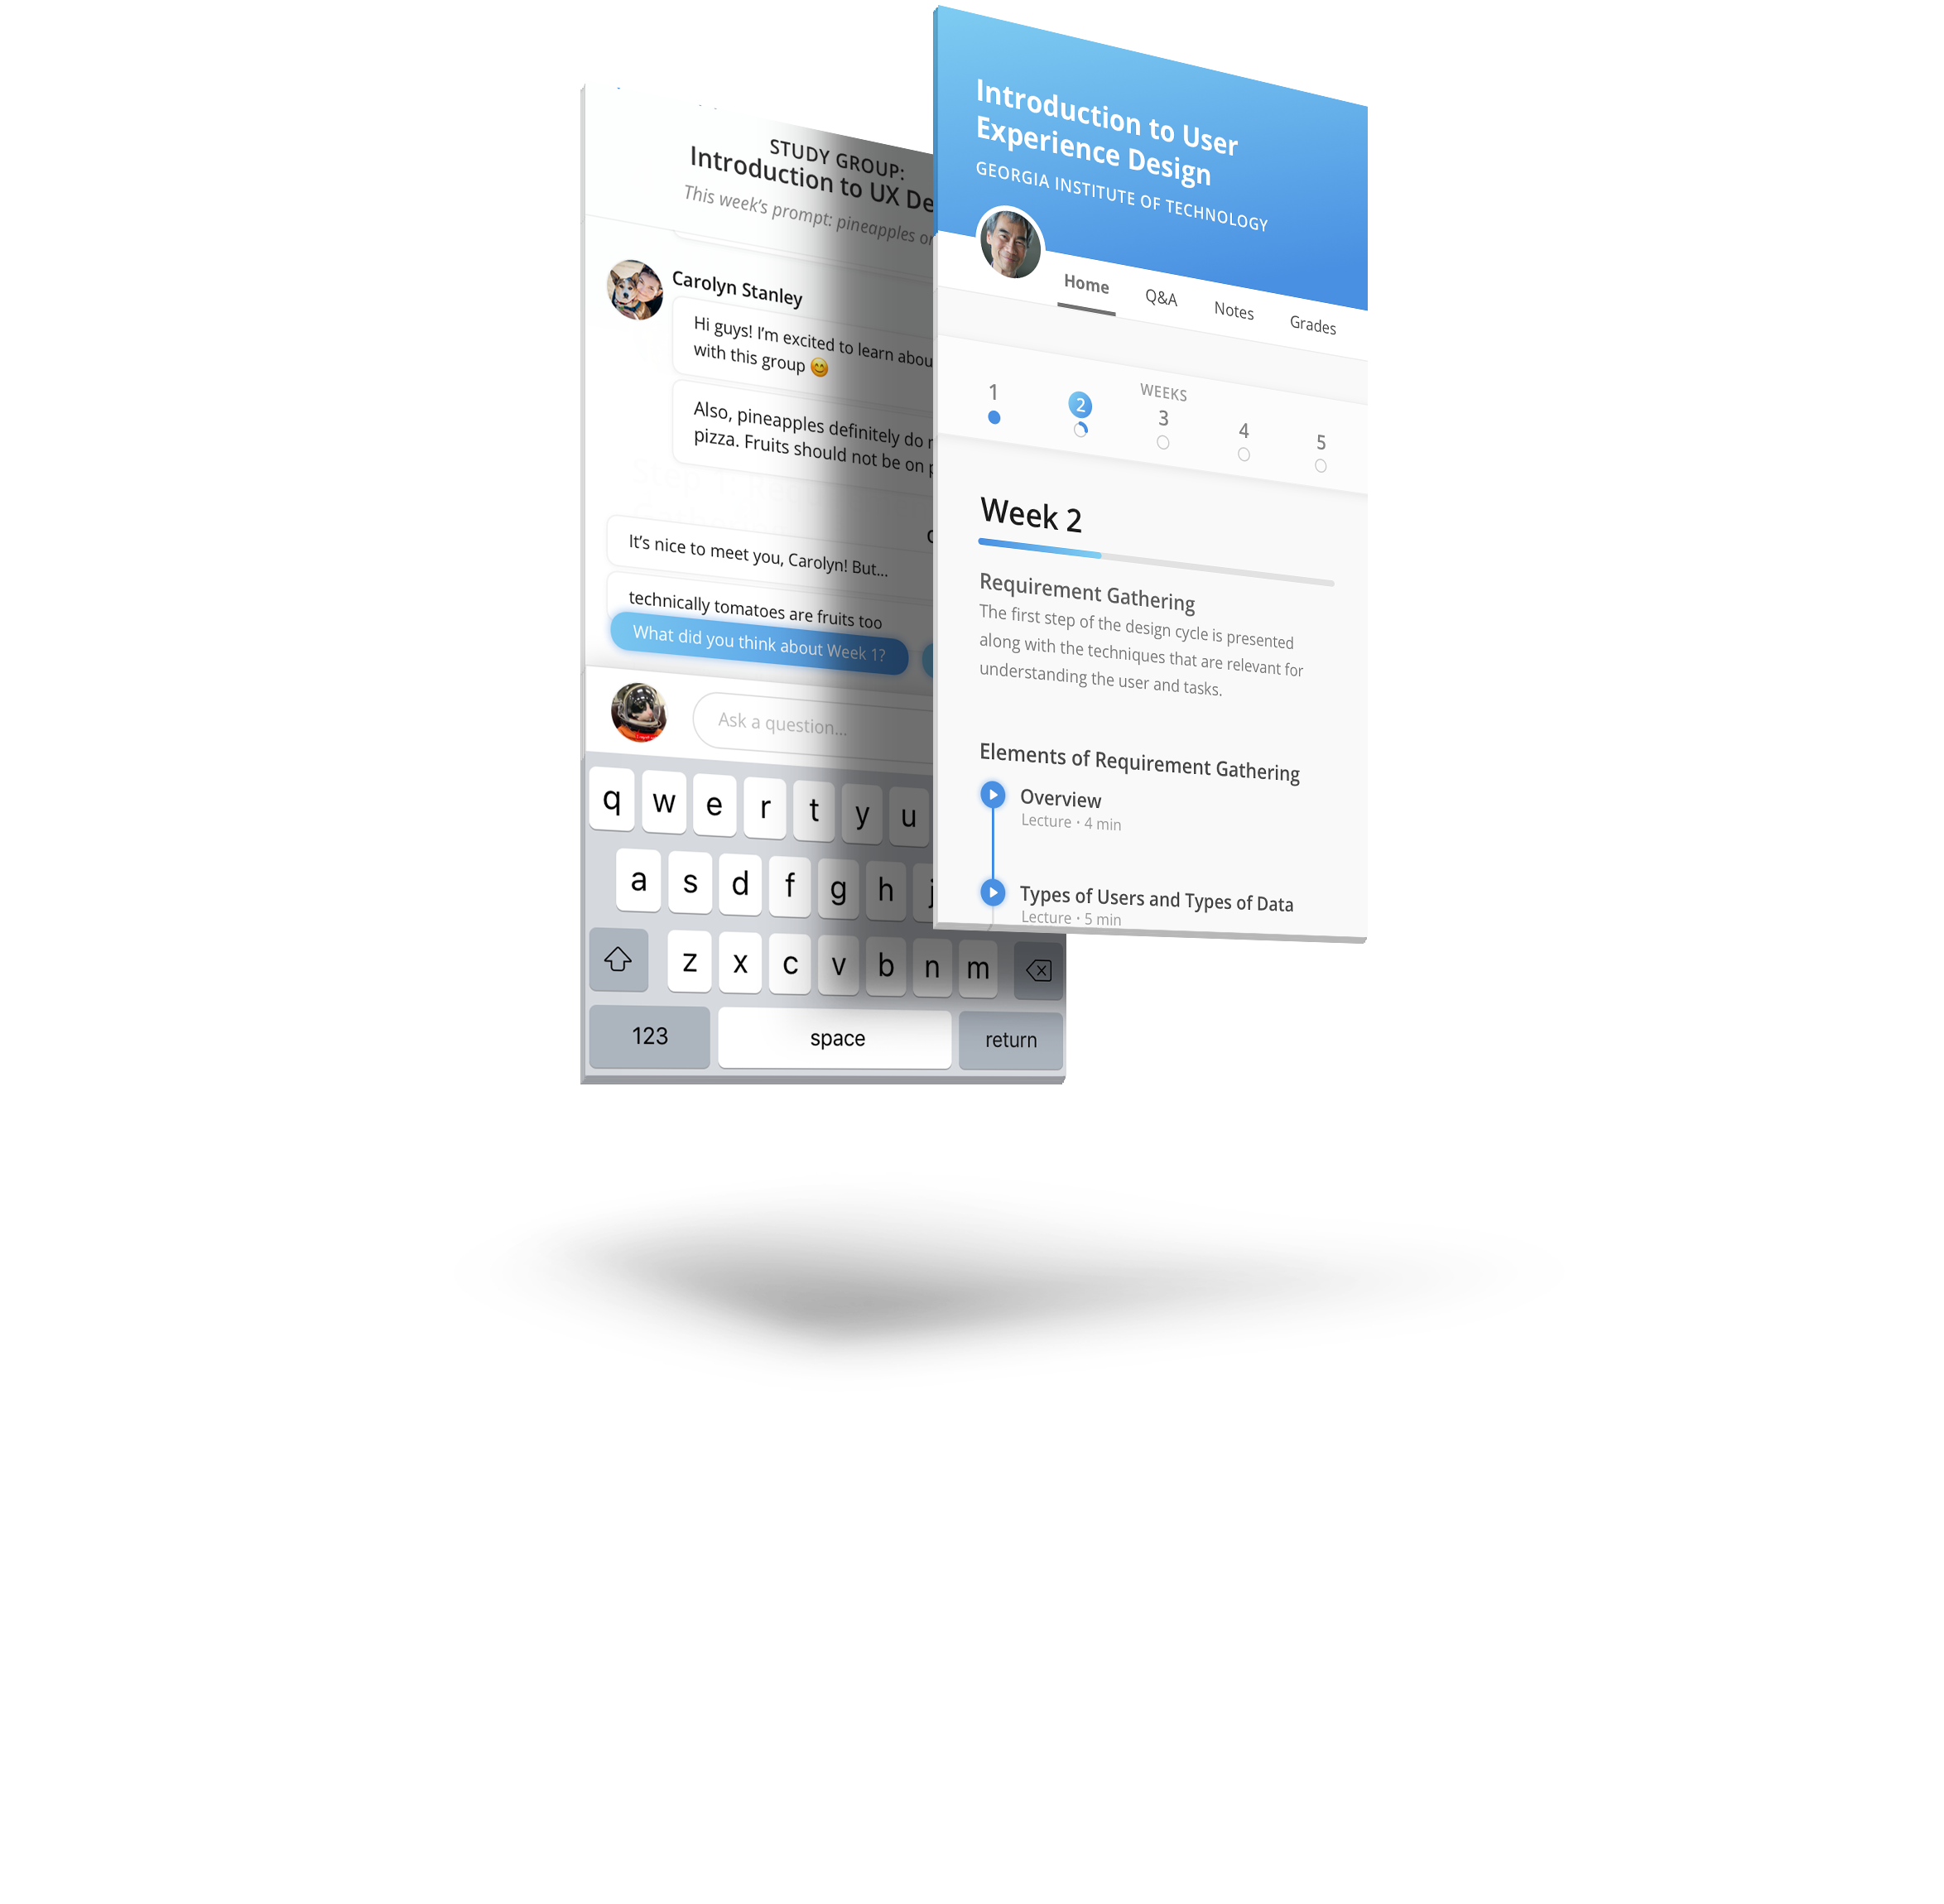 STUDY GROUP:
Introduction to UX De
This week's prompt: pineapples or
Carolyn Stanley
Hi guys! I'm excited to learn abou
with this group 😊
Also, pineapples definitely do
pizza. Fruits should not be on
It's nice to meet you, Carolyn! But...
technically tomatoes are fruits too
What did you think about Week 1?
Ask a question...
q w e r t y u
a s d f g h j
z x c v b n m
123 space return
Introduction to User
Experience Design
GEORGIA INSTITUTE OF TECHNOLOGY
Home Q&A Notes Grades
WEEKS
1 2 3 4 5
Week 2
Requirement Gathering
The first step of the design cycle is presented
along with the techniques that are relevant for
understanding the user and tasks.
Elements of Requirement Gathering
Overview
Lecture • 4 min
Types of Users and Types of Data
Lecture • 5 min